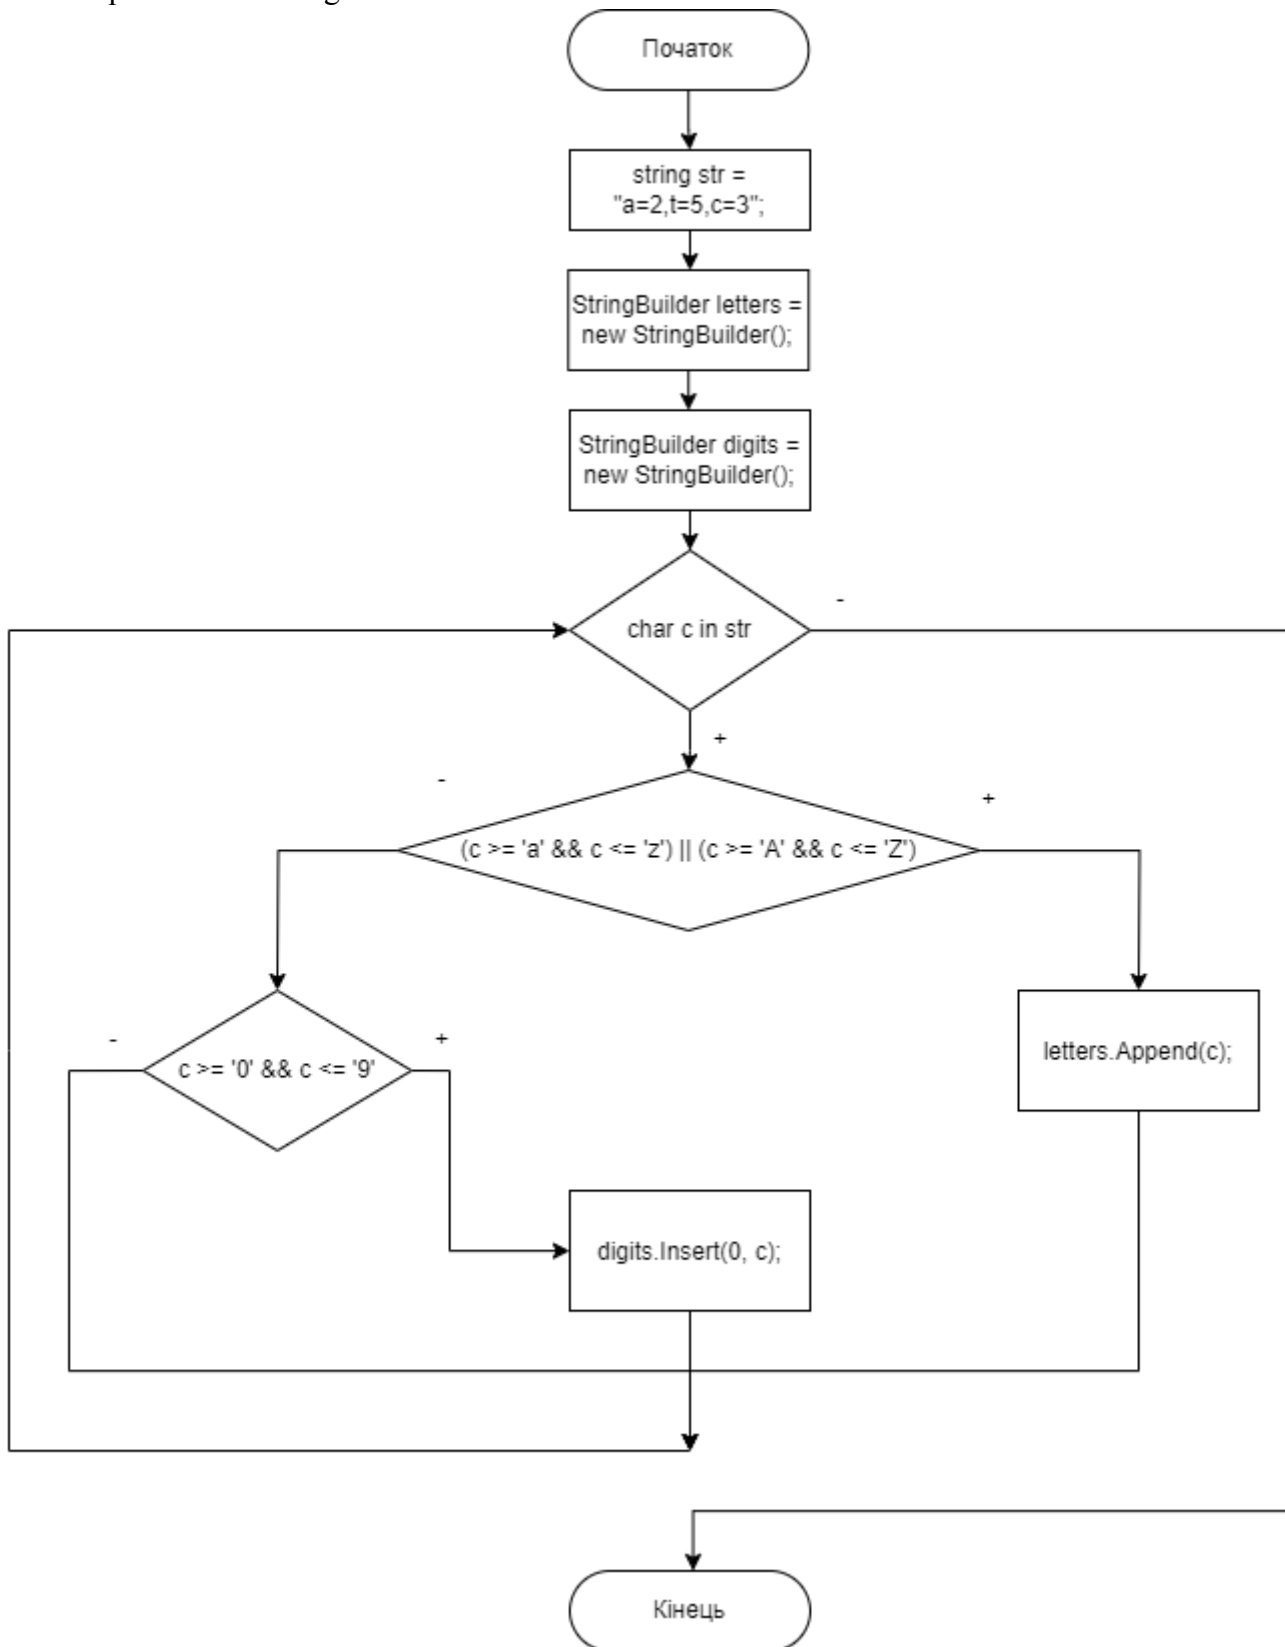 Початок
string str =
"a=2,t=5,c=3";
StringBuilder letters =
new StringBuilder();
StringBuilder digits =
new StringBuilder();
char c in str
-
+
-
+
(c >= 'a' && c <= 'z') || (c >= 'A' && c <= 'Z')
-
+
c >= '0' && c <= '9'
letters.Append(c);
digits.Insert(0, c);
Кінець